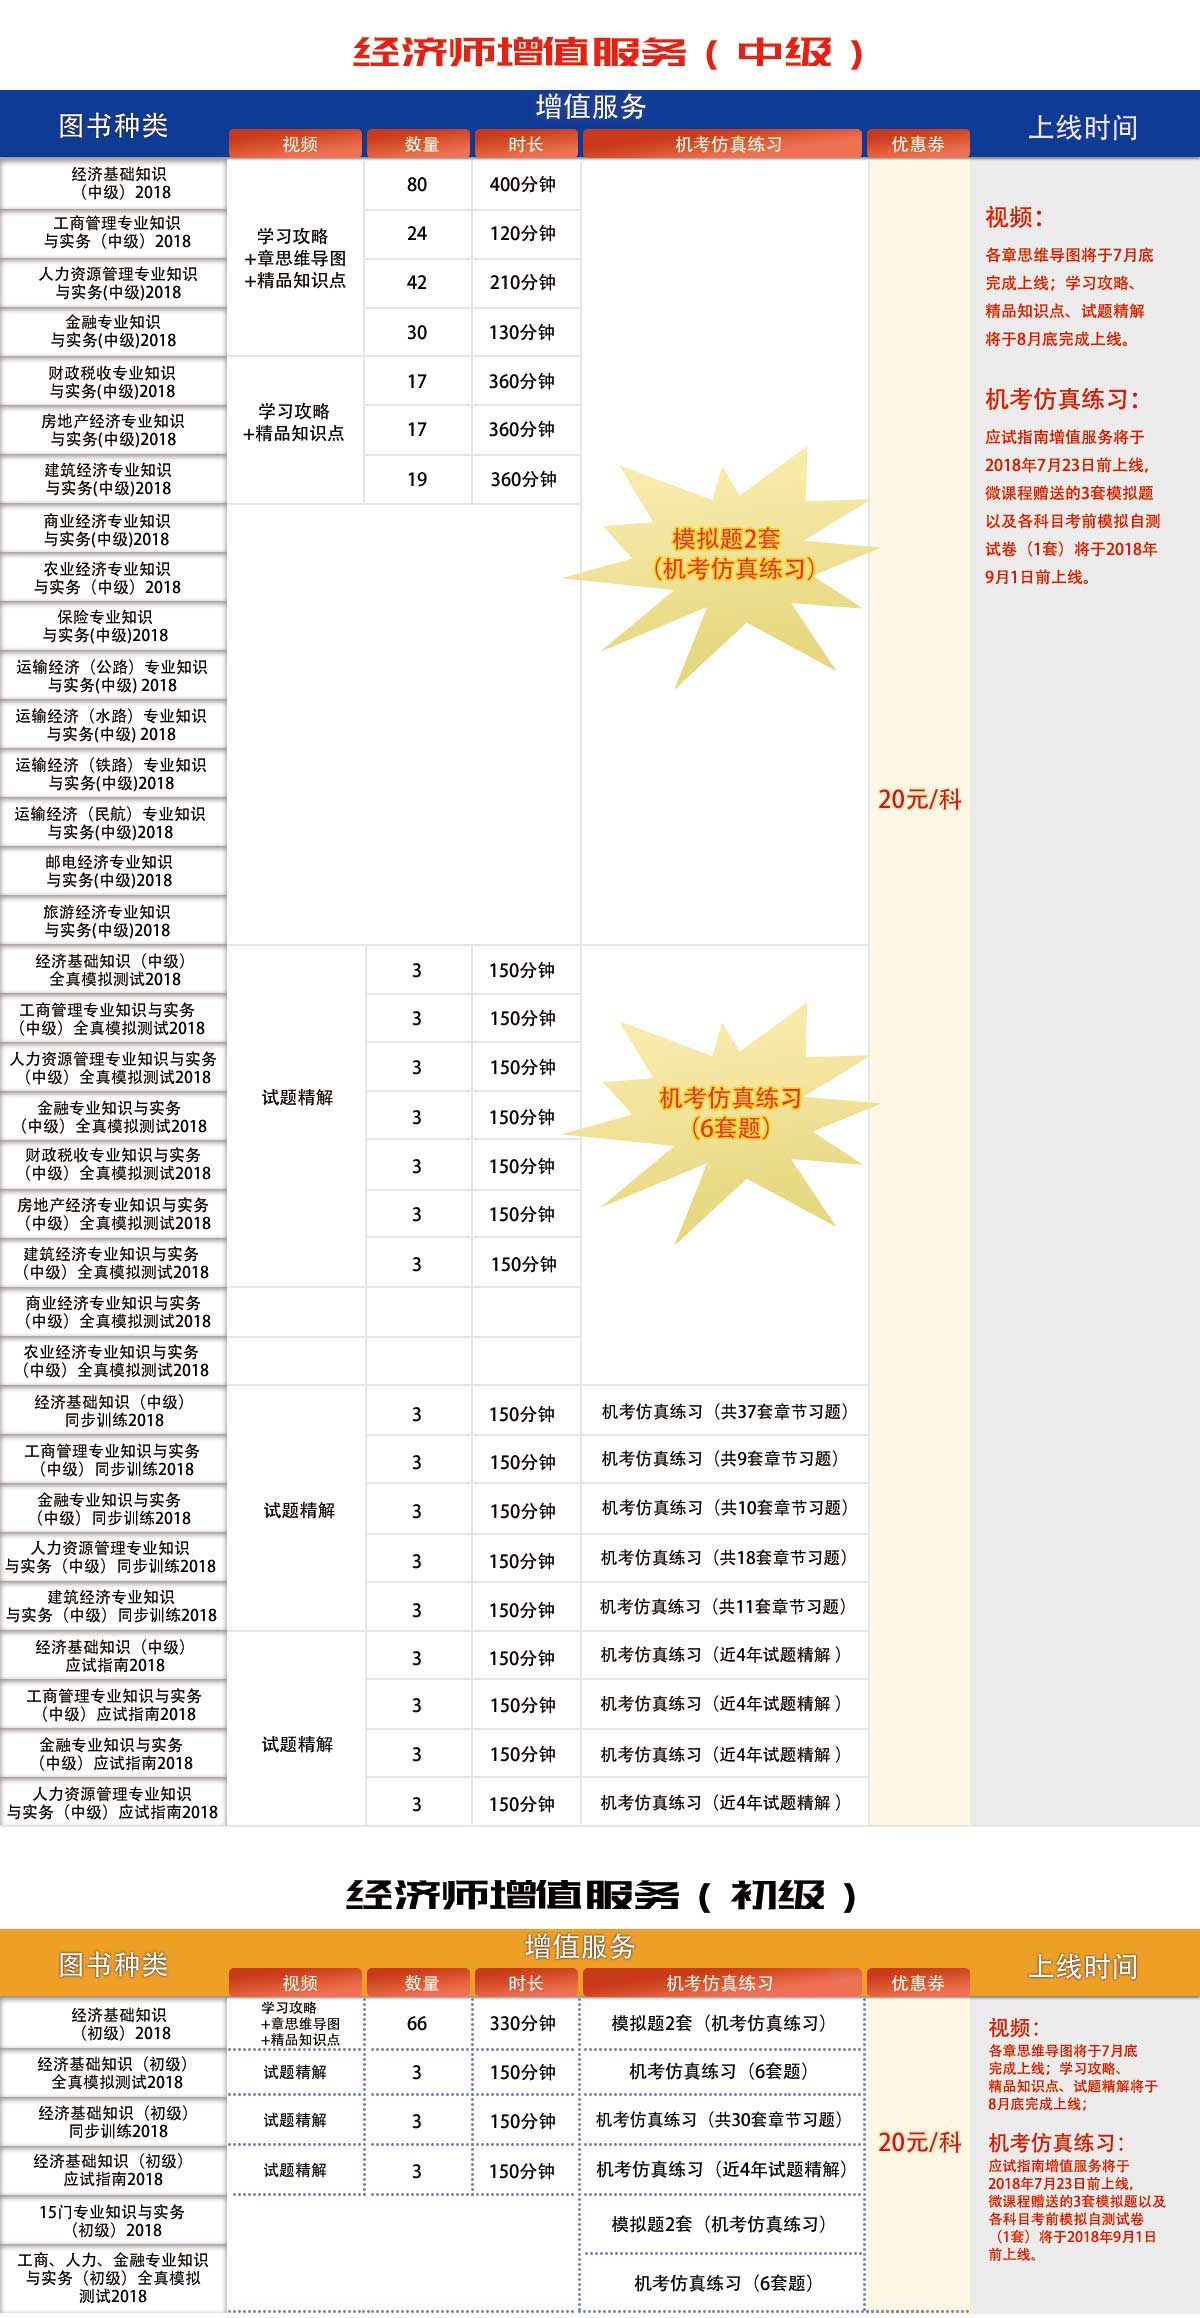 经济师增值服务（中级）
图书种类
增值服务
上线时间
视频
数量
时长
机考仿真练习
优惠券
经济基础知识
（中级）2018
80
400分钟
工商管理专业知识
与实务（中级）2018
24
120分钟
学习攻略
+章思维导图
+精品知识点
人力资源管理专业知识
与实务(中级)2018
42
210分钟
金融专业知识
与实务(中级)2018
30
130分钟
财政税收专业知识
与实务(中级)2018
17
360分钟
学习攻略
+精品知识点
房地产经济专业知识
与实务(中级)2018
17
360分钟
建筑经济专业知识
与实务(中级)2018
19
360分钟
商业经济专业知识
与实务(中级)2018
农业经济专业知识
与实务（中级）2018
保险专业知识
与实务(中级)2018
运输经济（公路）专业知识
与实务(中级) 2018
运输经济（水路）专业知识
与实务(中级) 2018
运输经济（铁路）专业知识
与实务(中级)2018
运输经济（民航）专业知识
与实务(中级)2018
邮电经济专业知识
与实务(中级)2018
旅游经济专业知识
与实务(中级)2018
模拟题2套
（机考仿真练习）
20元/科
视频：
各章思维导图将于7月底
完成上线；学习攻略、
精品知识点、试题精解
将于8月底完成上线。
机考仿真练习：
应试指南增值服务将于
2018年7月23日前上线,
微课程赠送的3套模拟题
以及各科目考前模拟自测
试卷（1套）将于2018年
9月1日前上线。
经济基础知识（中级）
全真模拟测试2018
3
150分钟
工商管理专业知识与实务
（中级）全真模拟测试2018
3
150分钟
人力资源管理专业知识与实务
（中级）全真模拟测试2018
3
150分钟
试题精解
金融专业知识与实务
（中级）全真模拟测试2018
3
150分钟
机考仿真练习
（6套题）
财政税收专业知识与实务
（中级）全真模拟测试2018
3
150分钟
房地产经济专业知识与实务
（中级）全真模拟测试2018
3
150分钟
建筑经济专业知识与实务
（中级）全真模拟测试2018
3
150分钟
商业经济专业知识与实务
（中级）全真模拟测试2018
农业经济专业知识与实务
（中级）全真模拟测试2018
经济基础知识（中级）
同步训练2018
3
150分钟
机考仿真练习（共37套章节习题）
工商管理专业知识与实务
（中级）同步训练2018
3
150分钟
机考仿真练习（共9套章节习题）
金融专业知识与实务
（中级）同步训练2018
试题精解
3
150分钟
机考仿真练习（共10套章节习题）
人力资源管理专业知识
与实务（中级）同步训练2018
3
150分钟
机考仿真练习（共18套章节习题）
建筑经济专业知识
与实务（中级）同步训练2018
3
150分钟
机考仿真练习（共11套章节习题）
经济基础知识（中级）
应试指南2018
3
150分钟
机考仿真练习（近4年试题精解 ）
工商管理专业知识与实务
（中级）应试指南2018
3
150分钟
机考仿真练习（近4年试题精解 ）
试题精解
金融专业知识与实务
（中级）应试指南2018
3
150分钟
机考仿真练习（近4年试题精解 ）
人力资源管理专业知识
与实务（中级）应试指南2018
3
150分钟
机考仿真练习（近4年试题精解 ）
经济师增值服务（初级）
图书种类
增值服务
上线时间
视频
数量
时长
机考仿真练习
优惠券
经济基础知识
（初级）2018
学习攻略
+章思维导图
+精品知识点
66
330分钟
模拟题2套（机考仿真练习）
经济基础知识（初级）
全真模拟测试2018
试题精解
3
150分钟
机考仿真练习（6套题）
经济基础知识（初级）
同步训练2018
试题精解
3
150分钟
机考仿真练习（共30套章节习题）
经济基础知识（初级）
应试指南2018
试题精解
3
150分钟
机考仿真练习（近4年试题精解）
15门专业知识与实务
（初级）2018
模拟题2套（机考仿真练习）
工商、人力、金融专业知识
与实务（初级）全真模拟
测试2018
机考仿真练习（6套题）
20元/科
视频：
各章思维导图将于7月底
完成上线；学习攻略、
精品知识点、试题精解将于
8月底完成上线；
机考仿真练习：
应试指南增值服务将于
2018年7月23日前上线,
微课程赠送的3套模拟题以及
各科目考前模拟自测试卷
（1套）将于2018年9月1日
前上线。